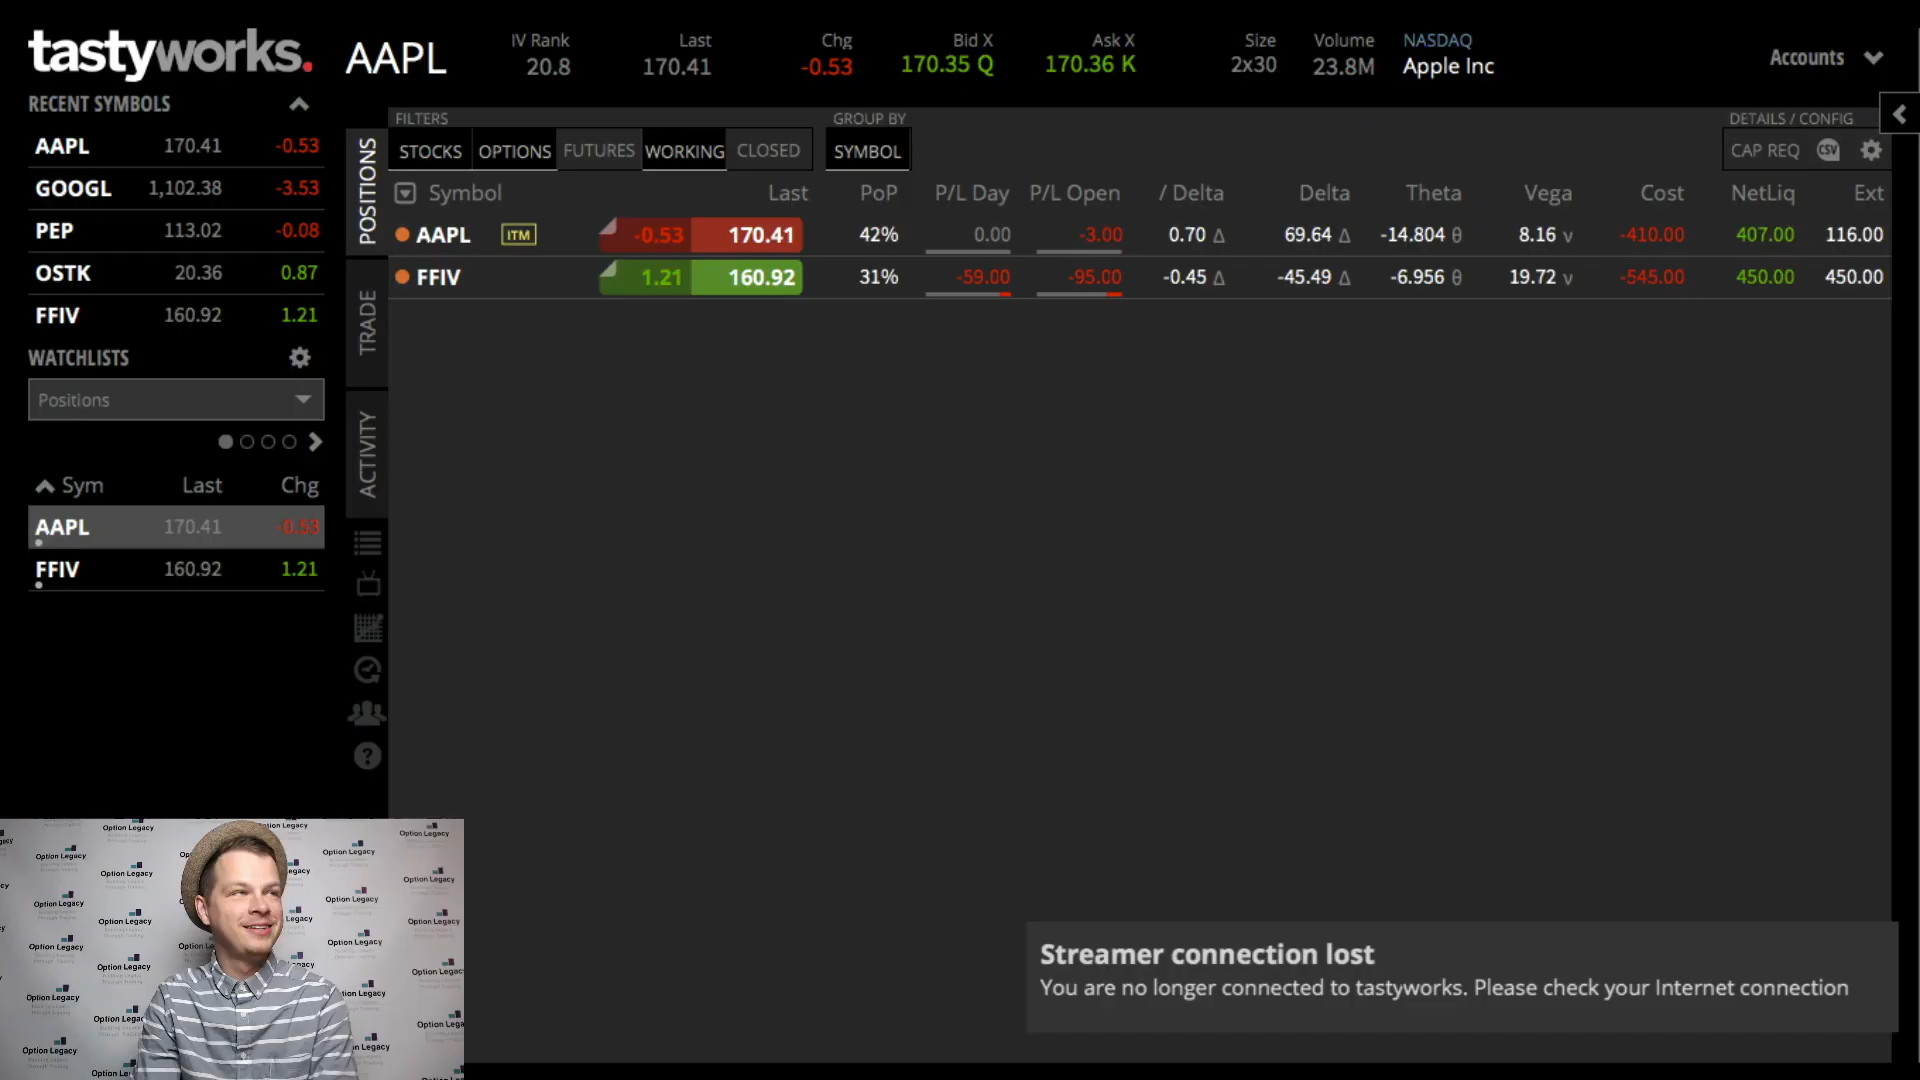 tastyworks.
AAPL
IV Rank
20.8
Last
170.41
Chg
-0.53
Bid X
170.35 Q
Ask X
170.36 K
Size
2x30
Volume
23.8M
NASDAQ
Apple Inc
Accounts
RECENT SYMBOLS
AAPL 170.41 -0.53
GOOGL 1,102.38 -3.53
PEP 113.02 -0.08
OSTK 20.36 0.87
FFIV 160.92 1.21
WATCHLISTS
Positions
Sym Last Chg
AAPL 170.41 -0.53
FFIV 160.92 1.21
POSITIONS
TRADE
ACTIVITY
FILTERS
STOCKS OPTIONS FUTURES WORKING CLOSED
GROUP BY
SYMBOL
DETAILS / CONFIG
CAP REQ CSV
Symbol Last PoP P/L Day P/L Open / Delta Delta Theta Vega Cost NetLiq Ext
AAPL ITM -0.53 170.41 42% 0.00 -3.00 0.70 Δ 69.64 Δ -14.804 θ 8.16 ν -410.00 407.00 116.00
FFIV 1.21 160.92 31% -59.00 -95.00 -0.45 Δ -45.49 Δ -6.956 θ 19.72 ν -545.00 450.00 450.00
?
Option Legacy
Streamer connection lost
You are no longer connected to tastyworks. Please check your Internet connection